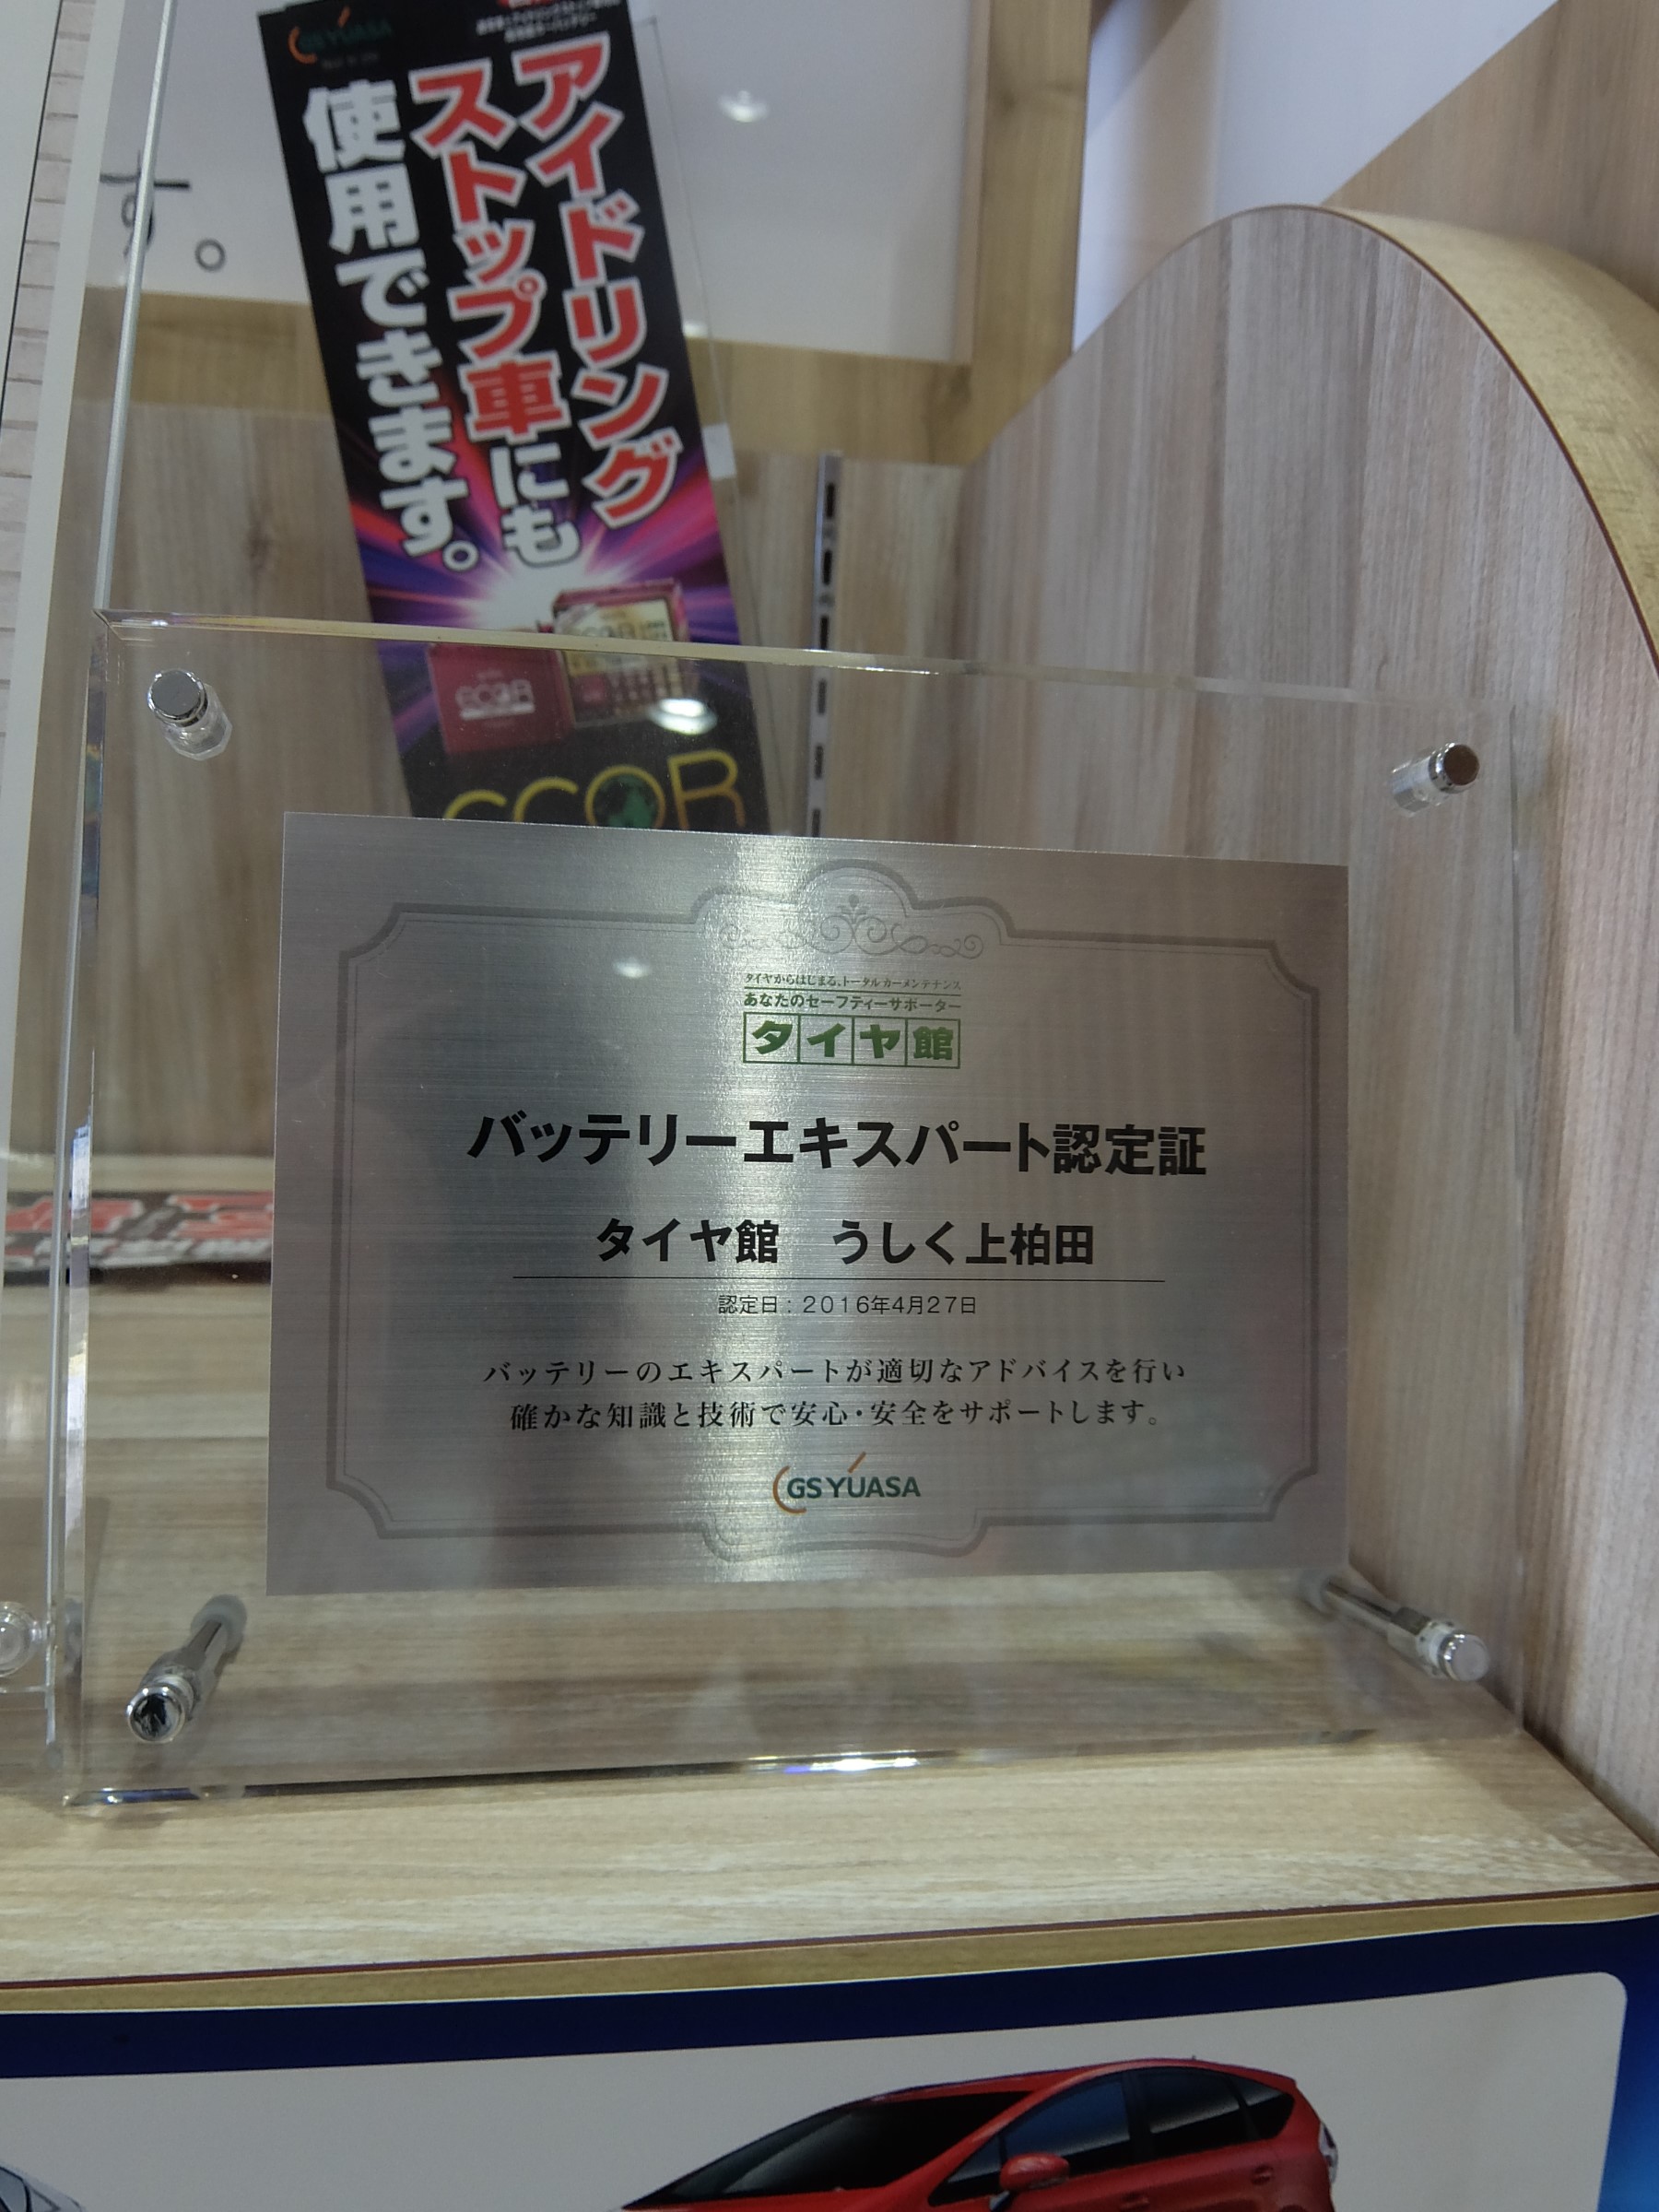 す。
GS YUASA
アイドリング
ストップ車にも
使用できます。
ECO.R
タイヤからはじまる、トータルカーメンテナンス
あなたのセーフティーサポーター
タイヤ館
バッテリーエキスパート認定証
タイヤ館　うしく上柏田
認定日：2016年4月27日
バッテリーのエキスパートが適切なアドバイスを行い
確かな知識と技術で安心・安全をサポートします。
GS YUASA